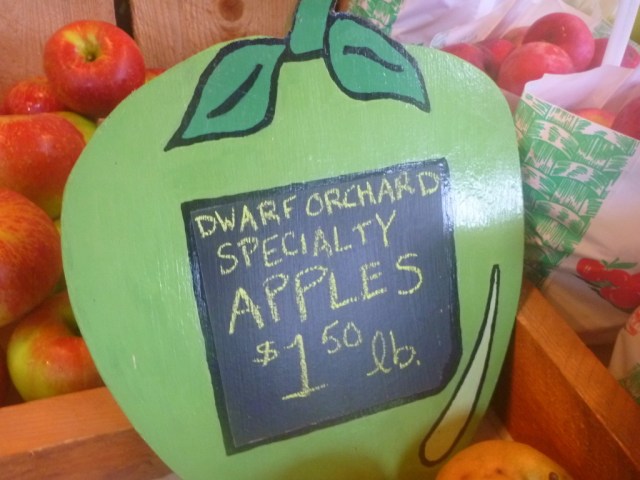 DWARF ORCHARD
SPECIALTY
APPLES
$1.50 lb.